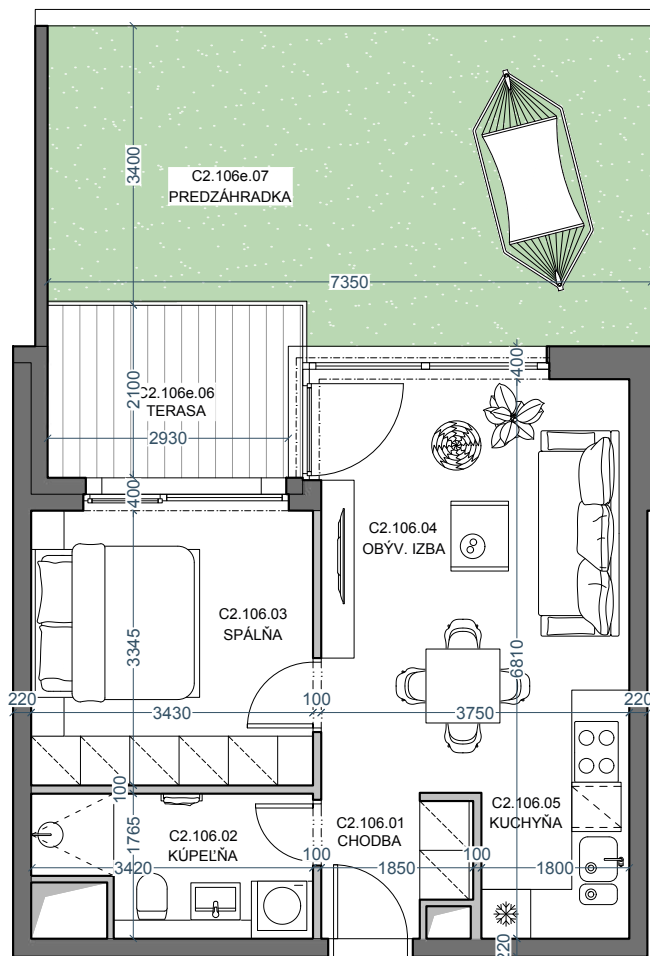 3400
C2.106e.07
PREDZÁHRADKA
7350
400
2100
C2.106e.06
TERASA
2930
400
C2.106.04
OBÝV. IZBA
C2.106.03
SPÁLŇA
3345
6810
220
3430
100
3750
220
100
1765
C2.106.02
KÚPEĽŇA
C2.106.01
CHODBA
C2.106.05
KUCHYŇA
3420
100
1850
100
1800
220